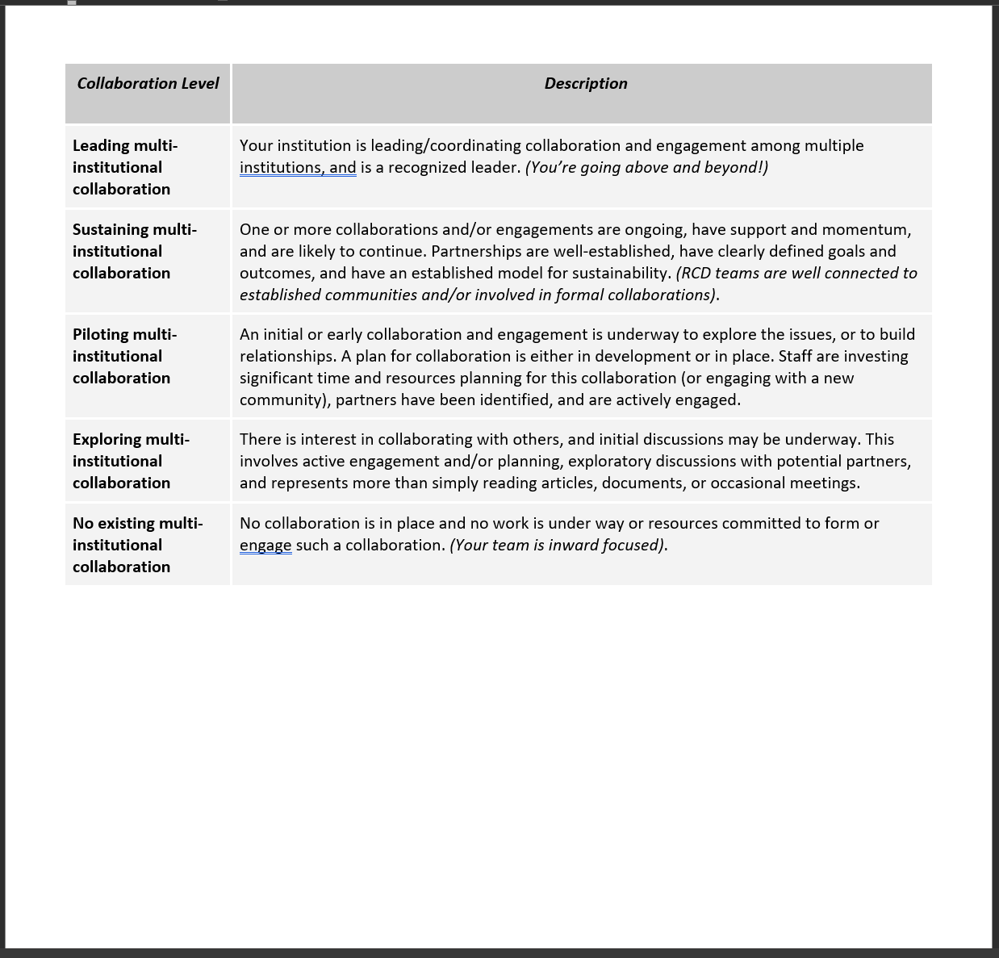 Collaboration Level
Description
Leading multi-
institutional
collaboration
Your institution is leading/coordinating collaboration and engagement among multiple
institutions, and is a recognized leader. (You’re going above and beyond!)
Sustaining multi-
institutional
collaboration
One or more collaborations and/or engagements are ongoing, have support and momentum,
and are likely to continue. Partnerships are well-established, have clearly defined goals and
outcomes, and have an established model for sustainability. (RCD teams are well connected to
established communities and/or involved in formal collaborations).
Piloting multi-
institutional
collaboration
An initial or early collaboration and engagement is underway to explore the issues, or to build
relationships. A plan for collaboration is either in development or in place. Staff are investing
significant time and resources planning for this collaboration (or engaging with a new
community), partners have been identified, and are actively engaged.
Exploring multi-
institutional
collaboration
There is interest in collaborating with others, and initial discussions may be underway. This
involves active engagement and/or planning, exploratory discussions with potential partners,
and represents more than simply reading articles, documents, or occasional meetings.
No existing multi-
institutional
collaboration
No collaboration is in place and no work is under way or resources committed to form or
engage such a collaboration. (Your team is inward focused).